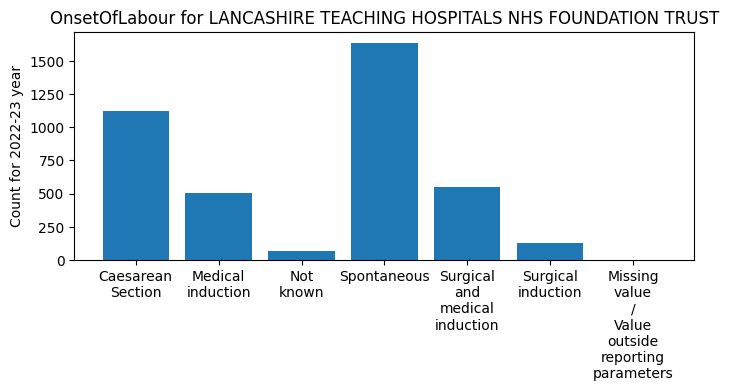 OnsetOfLabour for LANCASHIRE TEACHING HOSPITALS NHS FOUNDATION TRUST
Count for 2022-23 year
1500
1250
1000
750
500
250
0
Caesarean
Section
Medical
induction
Not
known
Spontaneous
Surgical
and
medical
induction
Surgical
induction
Missing
value
/
Value
outside
reporting
parameters